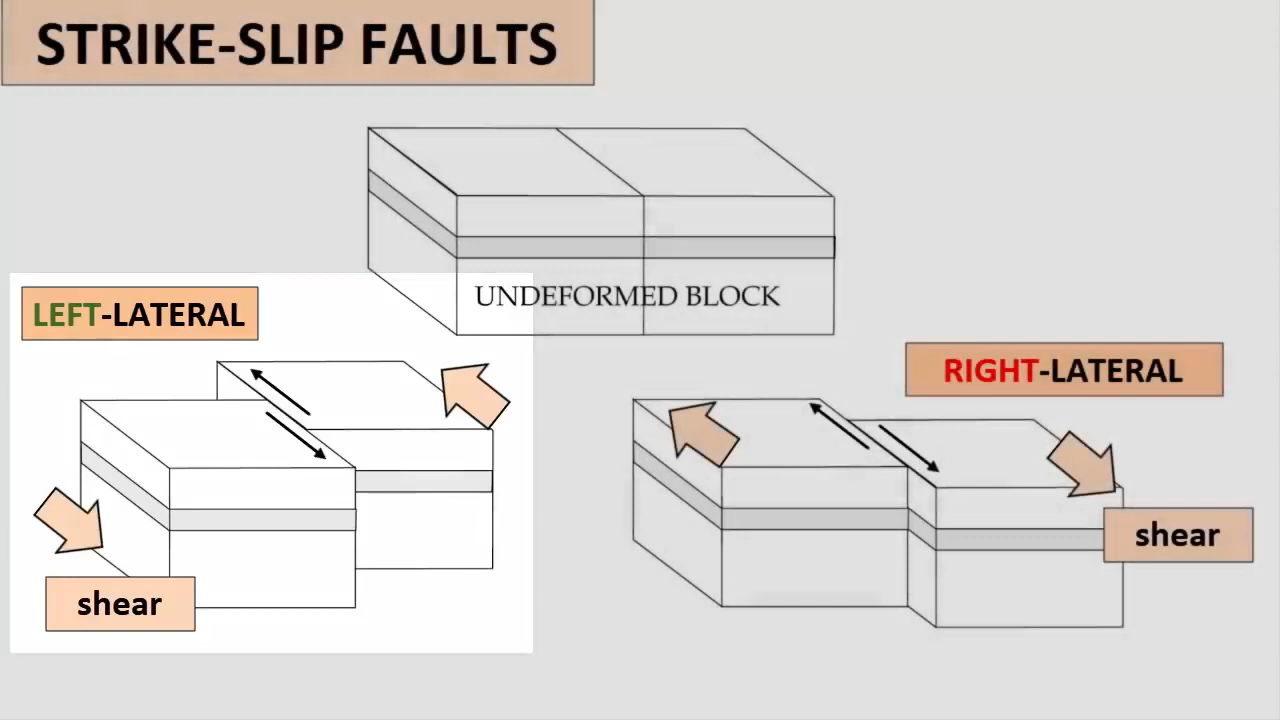 STRIKE-SLIP FAULTS
UNDEFORMED BLOCK
LEFT-LATERAL
RIGHT-LATERAL
shear
shear